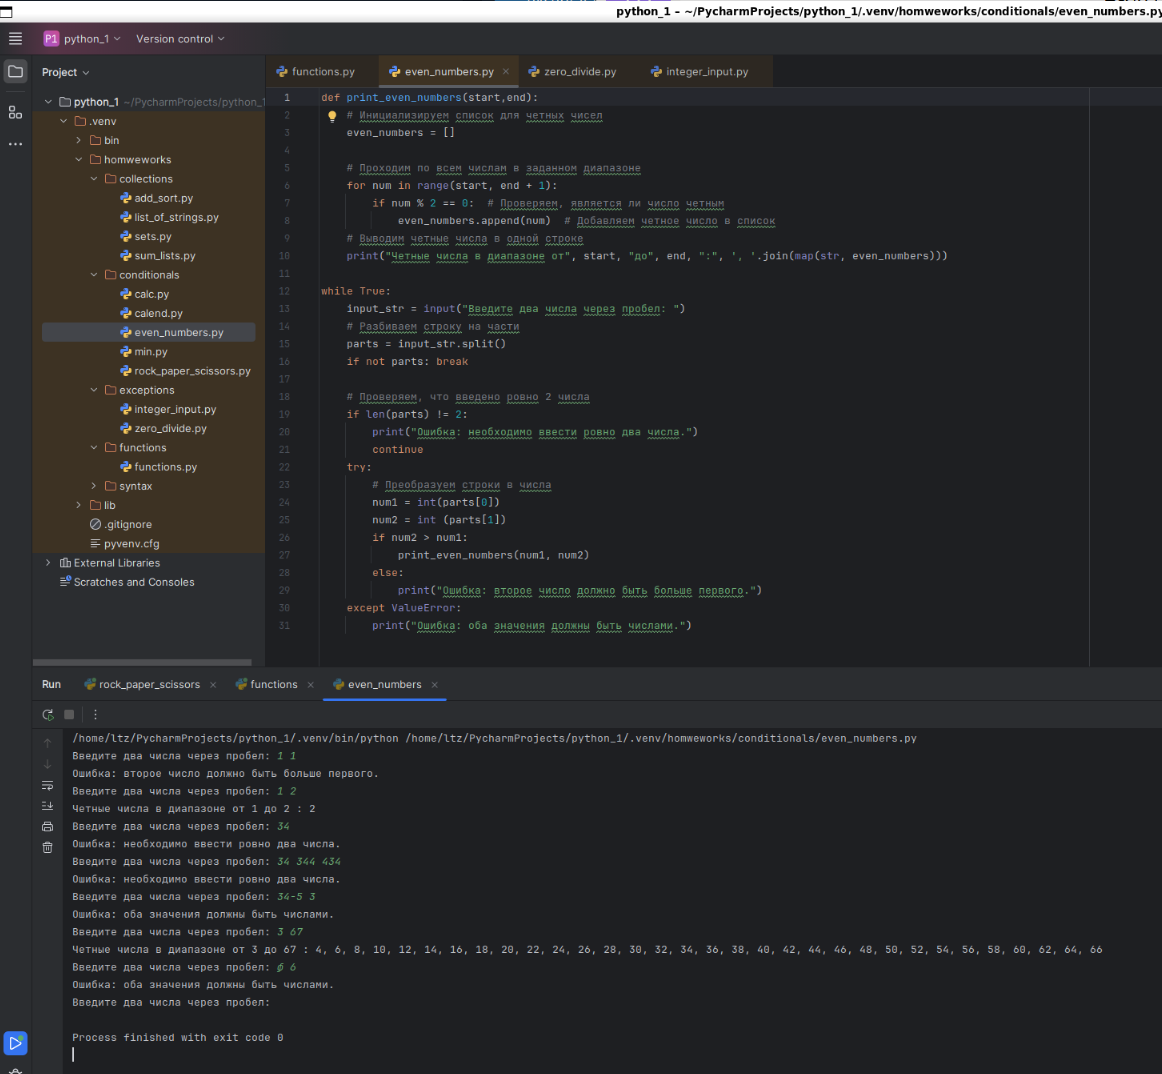 python_1 – ~/PycharmProjects/python_1/.venv/homweworks/conditionals/even_numbers.py
P1 python_1 Version control
Project
functions.py even_numbers.py zero_divide.py integer_input.py
python_1 ~/PycharmProjects/python_1
.venv
bin
homweworks
collections
add_sort.py
list_of_strings.py
sets.py
sum_lists.py
conditionals
calc.py
calend.py
even_numbers.py
min.py
rock_paper_scissors.py
exceptions
integer_input.py
zero_divide.py
functions
functions.py
syntax
lib
.gitignore
pyvenv.cfg
External Libraries
Scratches and Consoles
1 def print_even_numbers(start,end):
2 # Инициализируем список для четных чисел
3 even_numbers = []
4
5 # Проходим по всем числам в заданном диапазоне
6 for num in range(start, end + 1):
7 if num % 2 == 0: # Проверяем, является ли число четным
8 even_numbers.append(num) # Добавляем четное число в список
9 # Выводим четные числа в одной строке
10 print("Четные числа в диапазоне от", start, "до", end, ":", ', '.join(map(str, even_numbers)))
11
12 while True:
13 input_str = input("Введите два числа через пробел: ")
14 # Разбиваем строку на части
15 parts = input_str.split()
16 if not parts: break
17
18 # Проверяем, что введено ровно 2 числа
19 if len(parts) != 2:
20 print("Ошибка: необходимо ввести ровно два числа.")
21 continue
22 try:
23 # Преобразуем строки в числа
24 num1 = int(parts[0])
25 num2 = int (parts[1])
26 if num2 > num1:
27 print_even_numbers(num1, num2)
28 else:
29 print("Ошибка: второе число должно быть больше первого.")
30 except ValueError:
31 print("Ошибка: оба значения должны быть числами.")
Run rock_paper_scissors functions even_numbers
/home/ltz/PycharmProjects/python_1/.venv/bin/python /home/ltz/PycharmProjects/python_1/.venv/homweworks/conditionals/even_numbers.py
Введите два числа через пробел: 1 1
Ошибка: второе число должно быть больше первого.
Введите два числа через пробел: 1 2
Четные числа в диапазоне от 1 до 2 : 2
Введите два числа через пробел: 34
Ошибка: необходимо ввести ровно два числа.
Введите два числа через пробел: 34 344 434
Ошибка: необходимо ввести ровно два числа.
Введите два числа через пробел: 34-5 3
Ошибка: оба значения должны быть числами.
Введите два числа через пробел: 3 67
Четные числа в диапазоне от 3 до 67 : 4, 6, 8, 10, 12, 14, 16, 18, 20, 22, 24, 26, 28, 30, 32, 34, 36, 38, 40, 42, 44, 46, 48, 50, 52, 54, 56, 58, 60, 62, 64, 66
Введите два числа через пробел: 6
Ошибка: оба значения должны быть числами.
Введите два числа через пробел:
Process finished with exit code 0